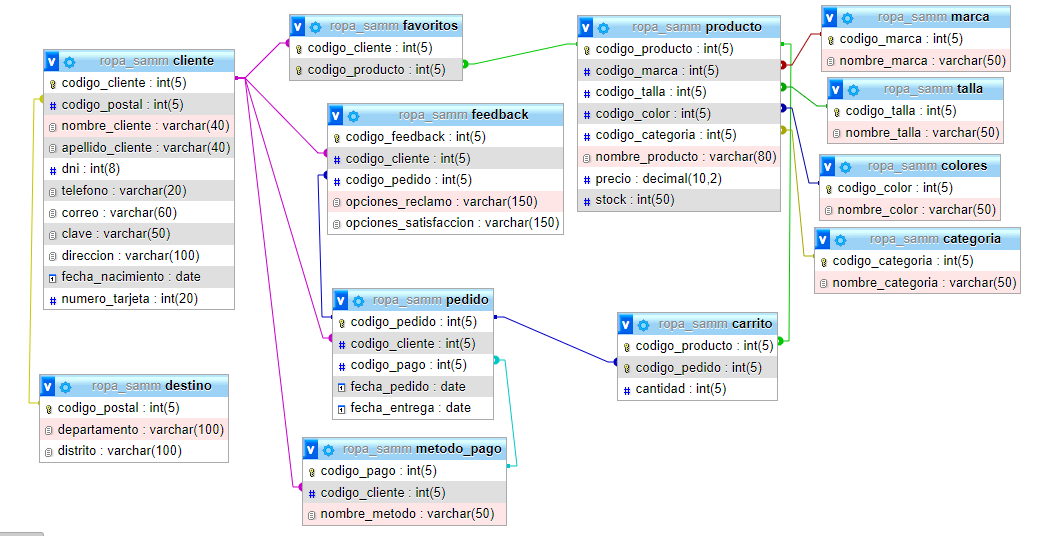 ropa_samm cliente
codigo_cliente : int(5)
codigo_postal : int(5)
nombre_cliente : varchar(40)
apellido_cliente : varchar(40)
dni : int(8)
telefono : varchar(20)
correo : varchar(60)
clave : varchar(50)
direccion : varchar(100)
fecha_nacimiento : date
numero_tarjeta : int(20)
ropa_samm destino
codigo_postal : int(5)
departamento : varchar(100)
distrito : varchar(100)
ropa_samm favoritos
codigo_cliente : int(5)
codigo_producto : int(5)
ropa_samm feedback
codigo_feedback : int(5)
codigo_cliente : int(5)
codigo_pedido : int(5)
opciones_reclamo : varchar(150)
opciones_satisfaccion : varchar(150)
ropa_samm pedido
codigo_pedido : int(5)
codigo_cliente : int(5)
codigo_pago : int(5)
fecha_pedido : date
fecha_entrega : date
ropa_samm metodo_pago
codigo_pago : int(5)
codigo_cliente : int(5)
nombre_metodo : varchar(50)
ropa_samm producto
codigo_producto : int(5)
codigo_marca : int(5)
codigo_talla : int(5)
codigo_color : int(5)
codigo_categoria : int(5)
nombre_producto : varchar(80)
precio : decimal(10,2)
stock : int(50)
ropa_samm carrito
codigo_producto : int(5)
codigo_pedido : int(5)
cantidad : int(5)
ropa_samm marca
codigo_marca : int(5)
nombre_marca : varchar(50)
ropa_samm talla
codigo_talla : int(5)
nombre_talla : varchar(50)
ropa_samm colores
codigo_color : int(5)
nombre_color : varchar(50)
ropa_samm categoria
codigo_categoria : int(5)
nombre_categoria : varchar(50)